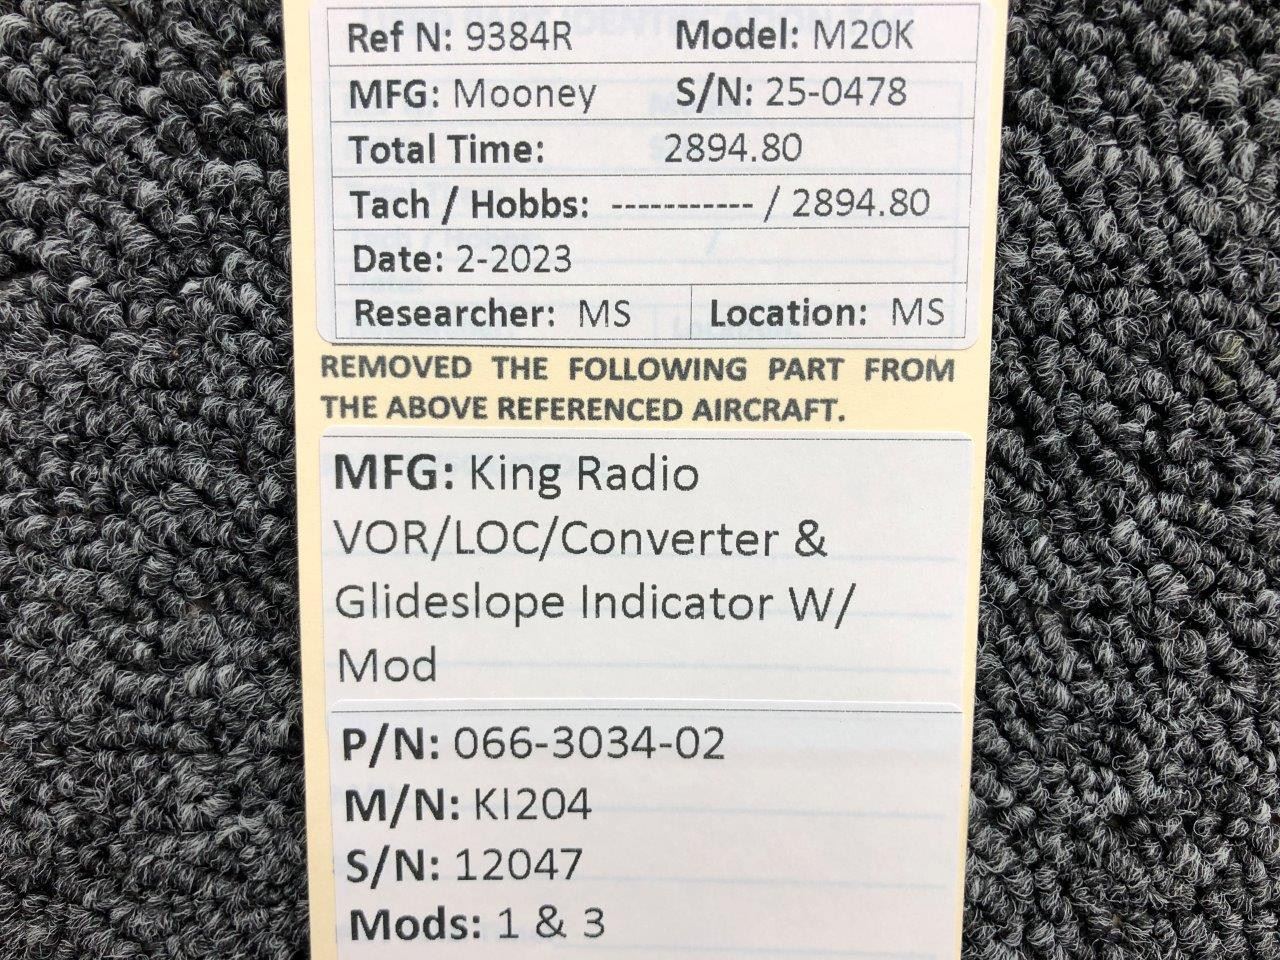 Ref N: 9384R Model: M20K
MFG: Mooney S/N: 25-0478
Total Time: 2894.80
Tach / Hobbs: ----------- / 2894.80
Date: 2-2023
Researcher: MS Location: MS
REMOVED THE FOLLOWING PART FROM
THE ABOVE REFERENCED AIRCRAFT.
MFG: King Radio
VOR/LOC/Converter &
Glideslope Indicator W/
Mod
P/N: 066-3034-02
M/N: KI204
S/N: 12047
Mods: 1 & 3